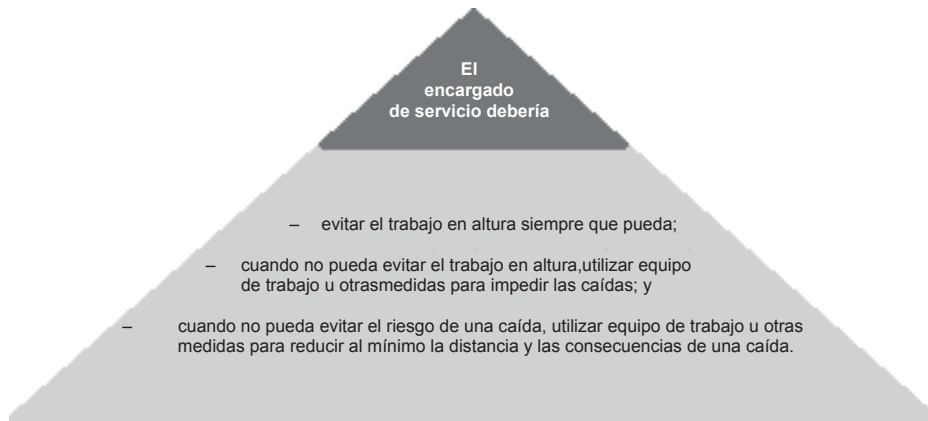 El
encargado
de servicio debería
– evitar el trabajo en altura siempre que pueda;
– cuando no pueda evitar el trabajo en altura,utilizar equipo
de trabajo u otrasmedidas para impedir las caídas; y
– cuando no pueda evitar el riesgo de una caída, utilizar equipo de trabajo u otras
medidas para reducir al mínimo la distancia y las consecuencias de una caída.